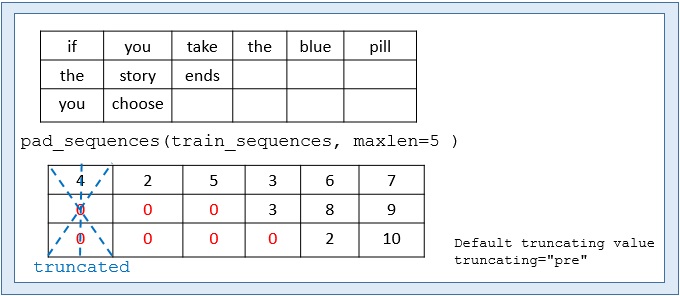 if you take the blue pill
the story ends
you choose
pad_sequences(train_sequences, maxlen=5 )
4 2 5 3 6 7
0 0 0 3 8 9
0 0 0 0 2 10
truncated
Default truncating value
truncating="pre"